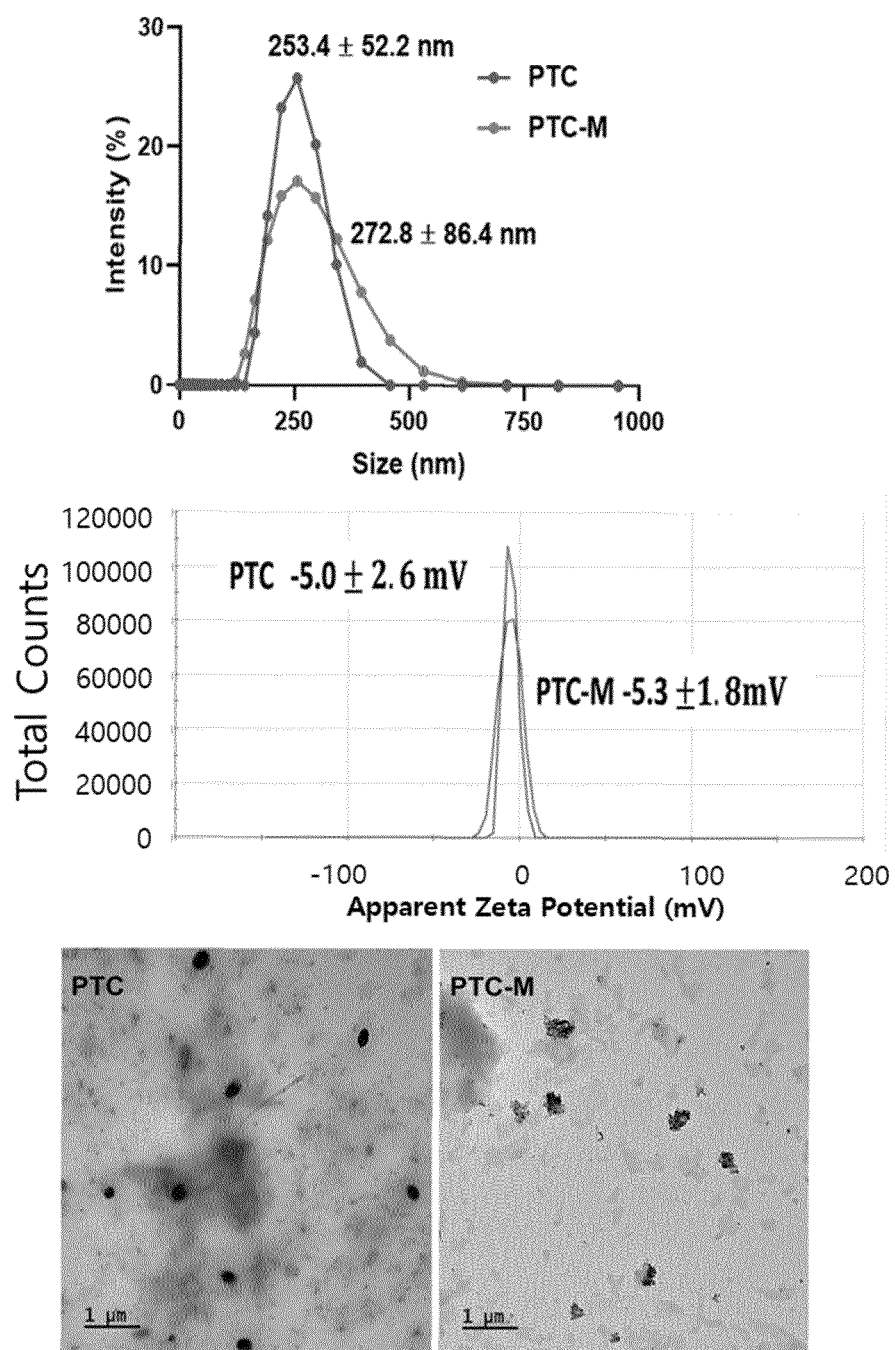 30
253.4 ± 52.2 nm
PTC
PTC-M
20
Intensity (%)
272.8 ± 86.4 nm
10
0
0 250 500 750 1000
Size (nm)
120000
100000
PTC -5.0 ± 2.6 mV
80000
Total Counts
60000
PTC-M -5.3 ±1.8mV
40000
20000
0
-100 0 100 200
Apparent Zeta Potential (mV)
PTC
PTC-M
1 µm
1 µm